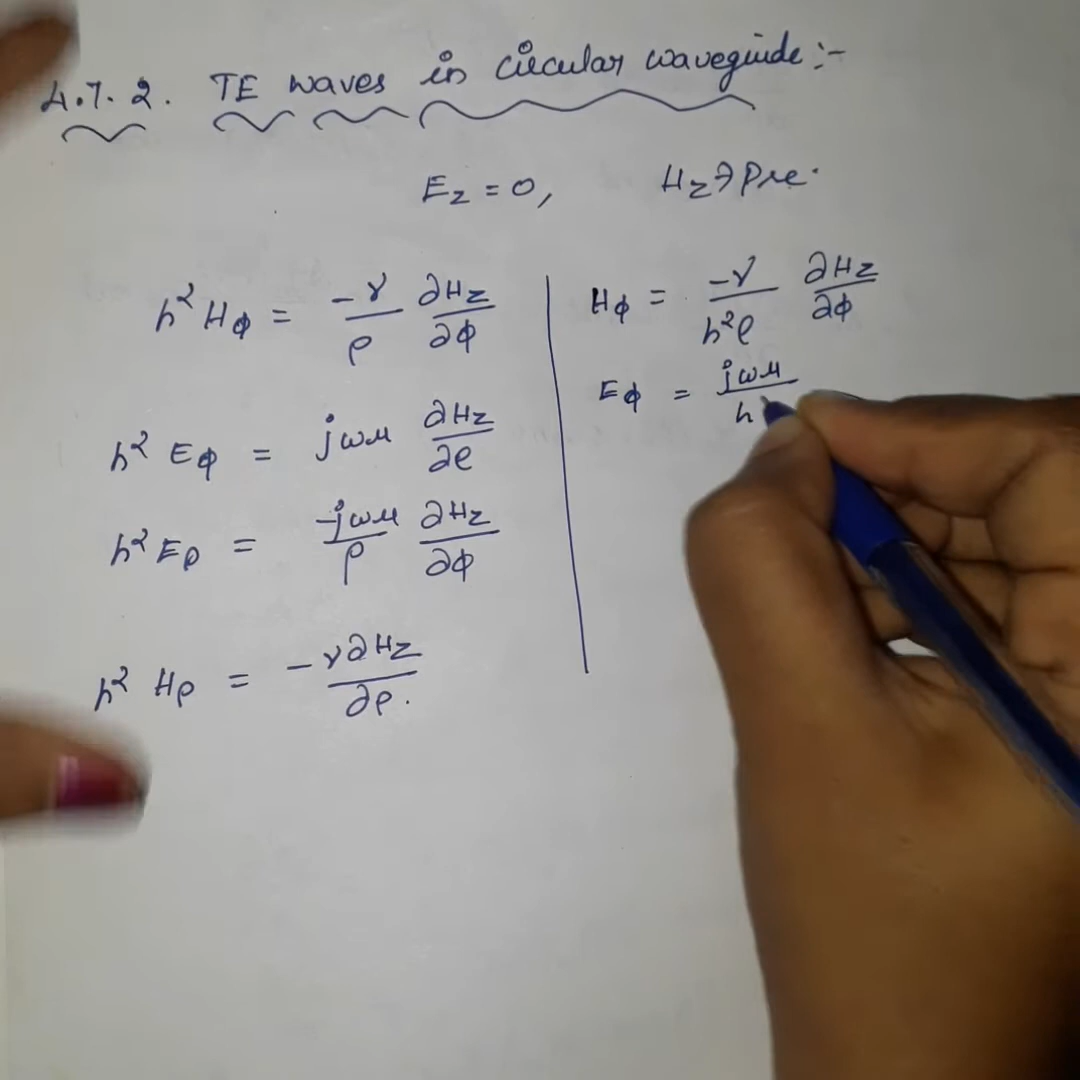 4.7.2. TE waves in circular waveguide:-
Ez = 0, Hz ∂ Pre.
h² Hϕ = -γ/ρ ∂Hz/∂ϕ
h² Eϕ = jωμ ∂Hz/∂ρ
h² Eρ = -jωμ/ρ ∂Hz/∂ϕ
h² Hρ = -γ∂Hz/∂ρ.
Hϕ = -γ/h²ρ ∂Hz/∂ϕ
Eϕ = jωμ/h